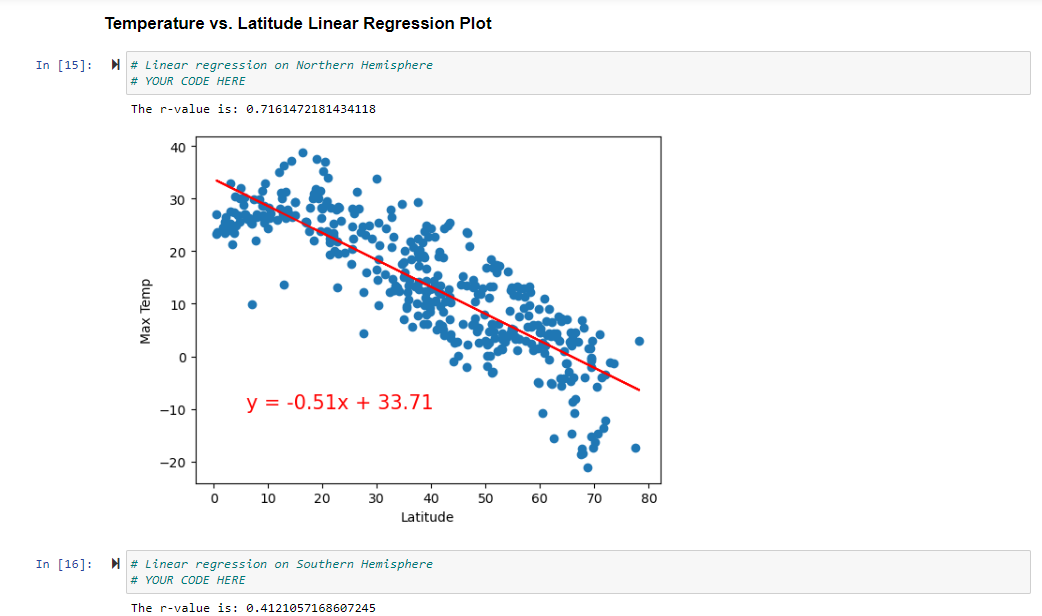 Temperature vs. Latitude Linear Regression Plot
In [15]:
# Linear regression on Northern Hemisphere
# YOUR CODE HERE
The r-value is: 0.7161472181434118
40
30
20
10
0
−10
−20
Max Temp
y = -0.51x + 33.71
0 10 20 30 40 50 60 70 80
Latitude
In [16]:
# Linear regression on Southern Hemisphere
# YOUR CODE HERE
The r-value is: 0.4121057168607245